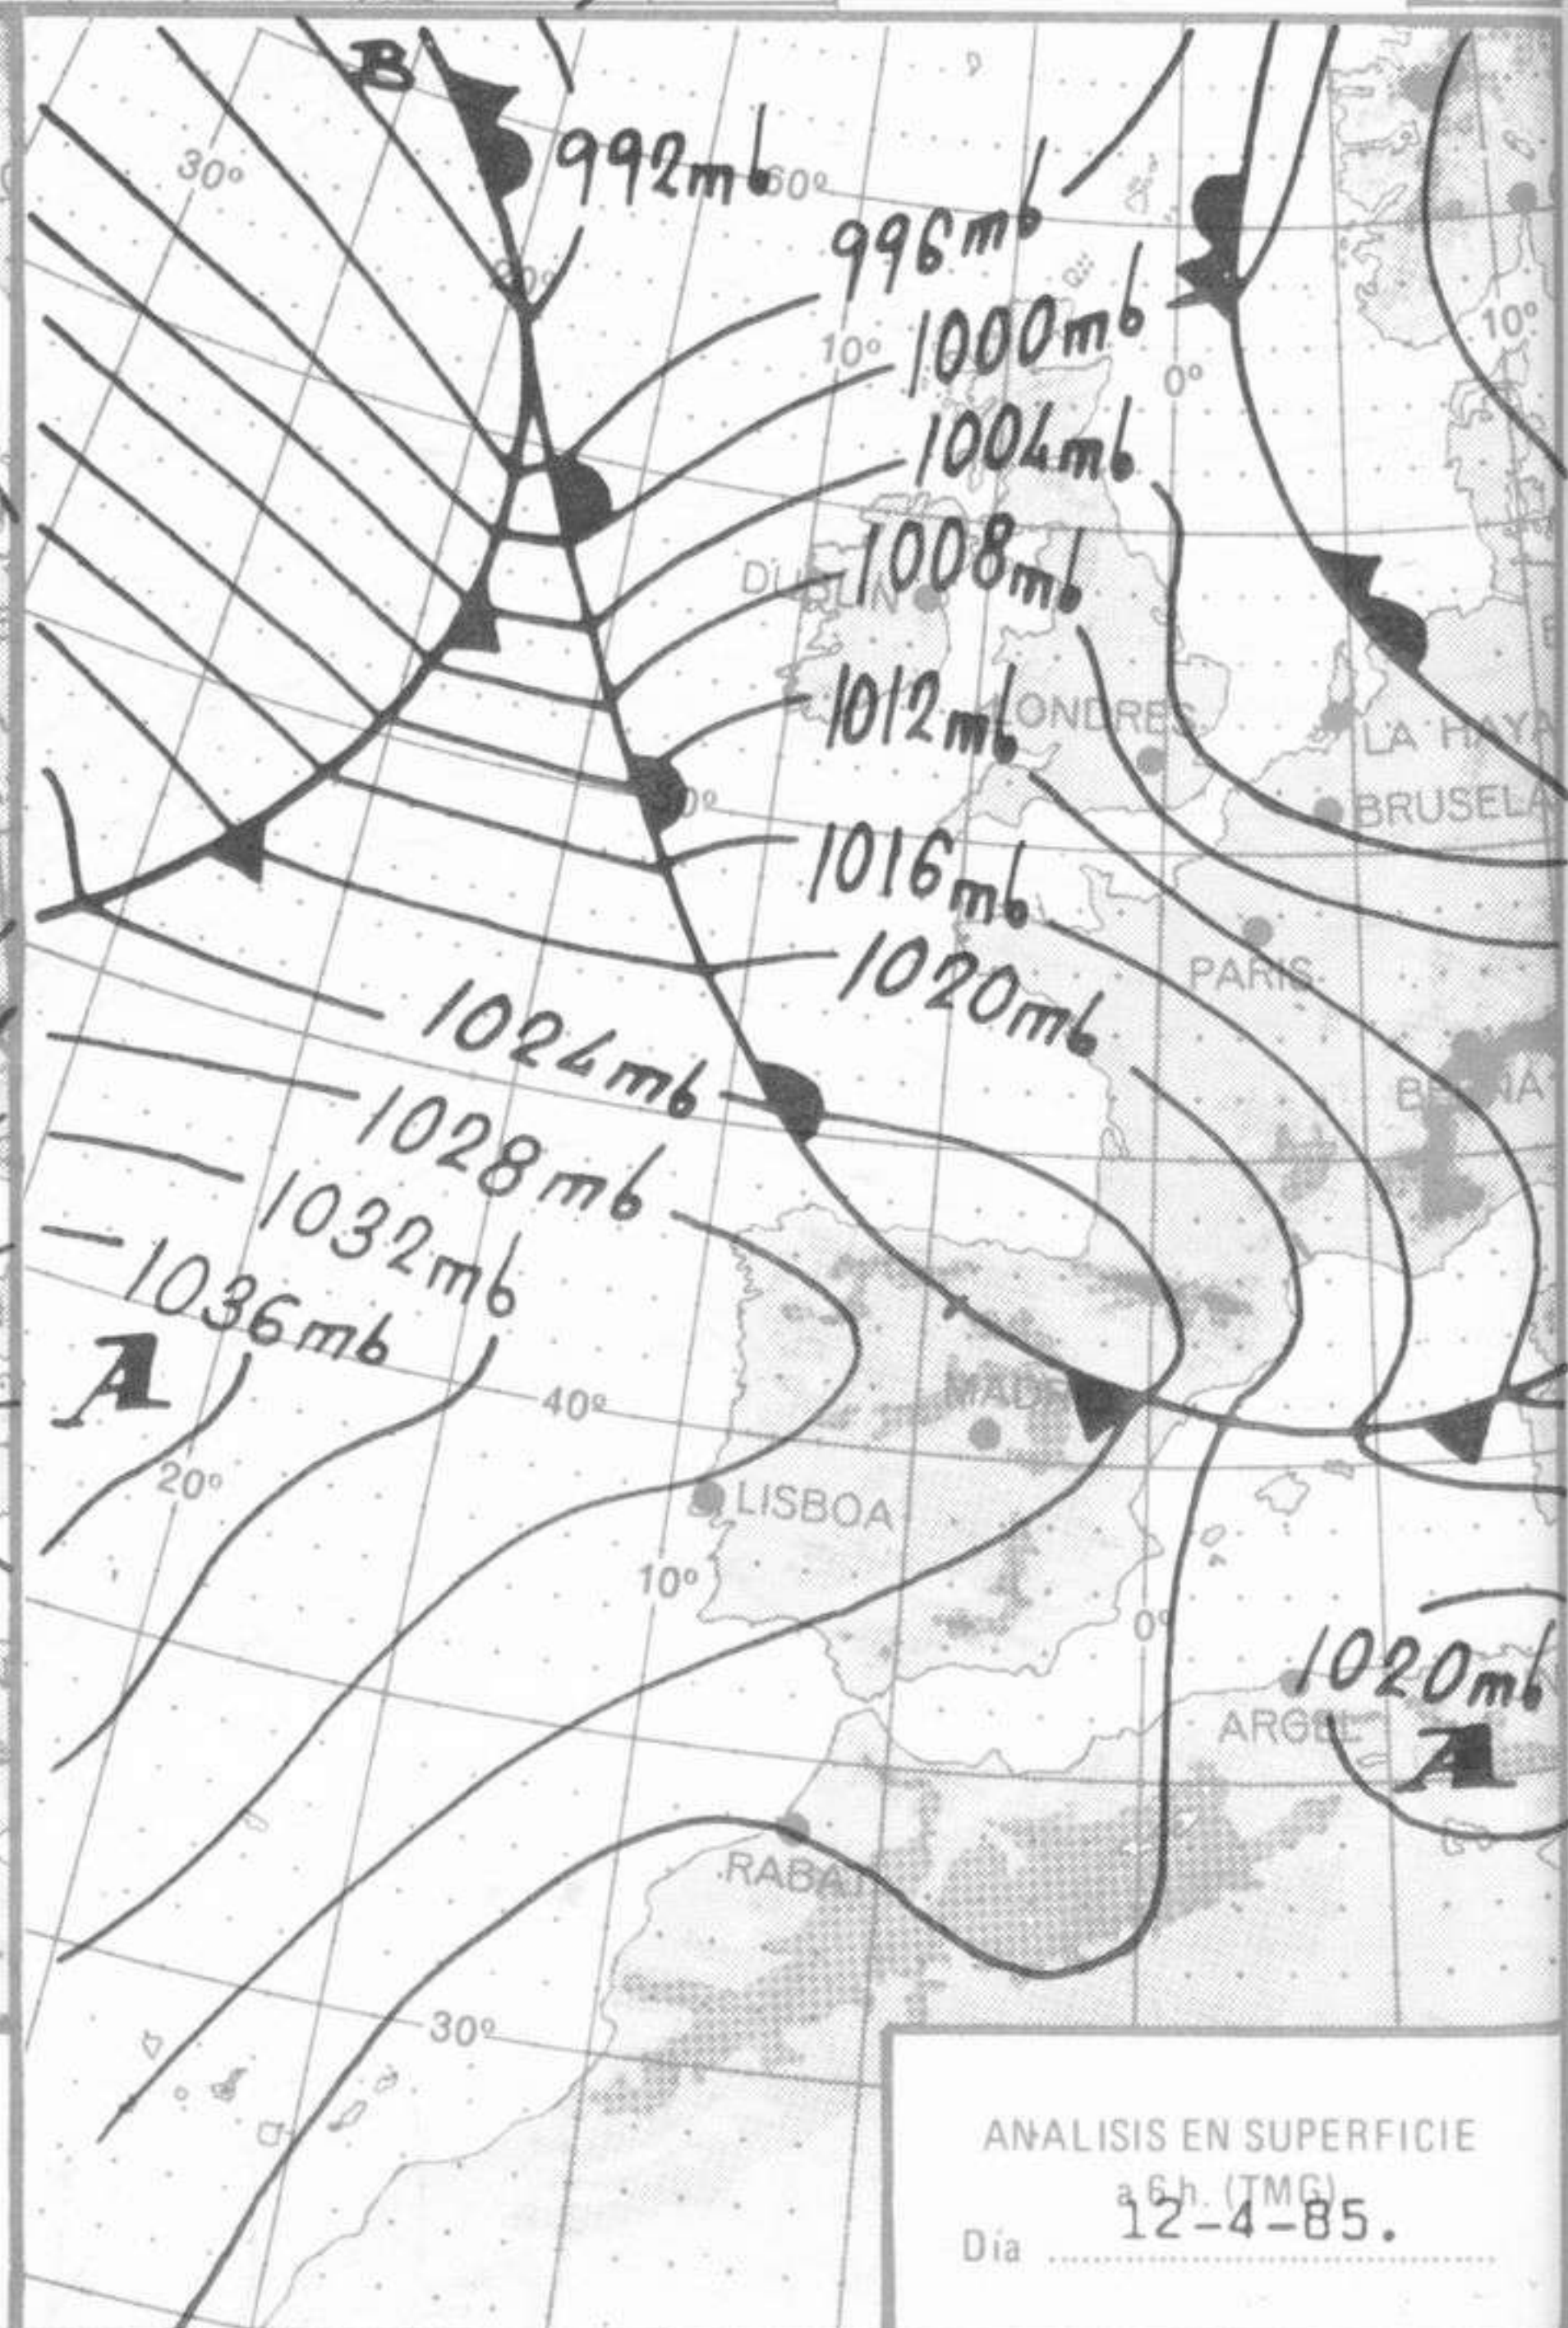 B
992mb
60º
30º
996mb
20º
1000mb
10º
10º
0º
1004mb
DUBLIN
1008mb
LONDRES
1012mb
LA HAYA
BRUSELA
1016mb
PARIS
1020mb
1024mb
1028mb
1032mb
1036mb
A
MADR
40º
20º
LISBOA
10º
0º
1020mb
ARGEL
A
RABAT
30º
ANALISIS EN SUPERFICIE
a 6 h. (TMG)
Día 12-4-85.